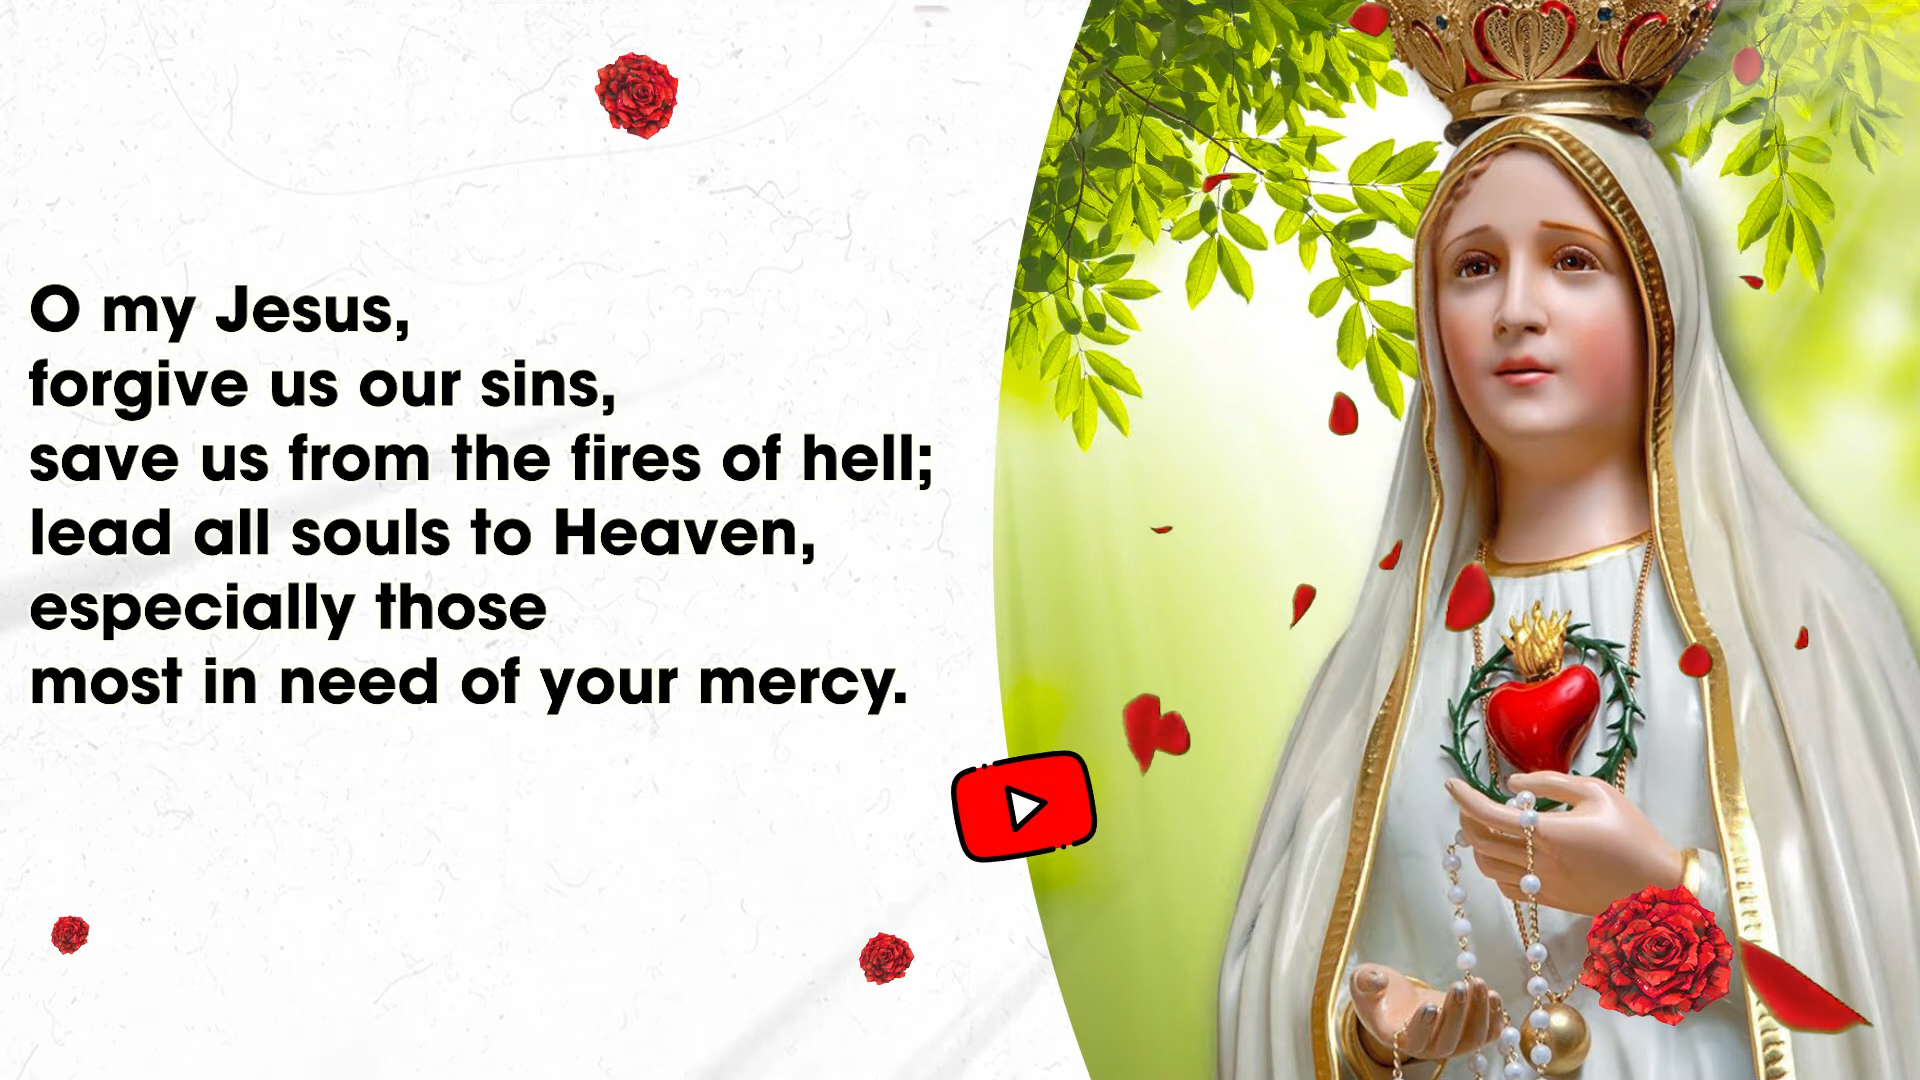 O my Jesus,
forgive us our sins,
save us from the fires of hell;
lead all souls to Heaven,
especially those
most in need of your mercy.